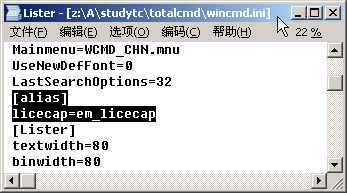 Lister - [z:\A\studytc\totalcmd\wincmd.ini]
文件(F) 编辑(E) 选项(O) 编码(C) 帮助(H) 22 %
Mainmenu=WCMD_CHN.mnu
UseNewDefFont=0
LastSearchOptions=32
[alias]
licecap=em_licecap
[Lister]
textwidth=80
binwidth=80